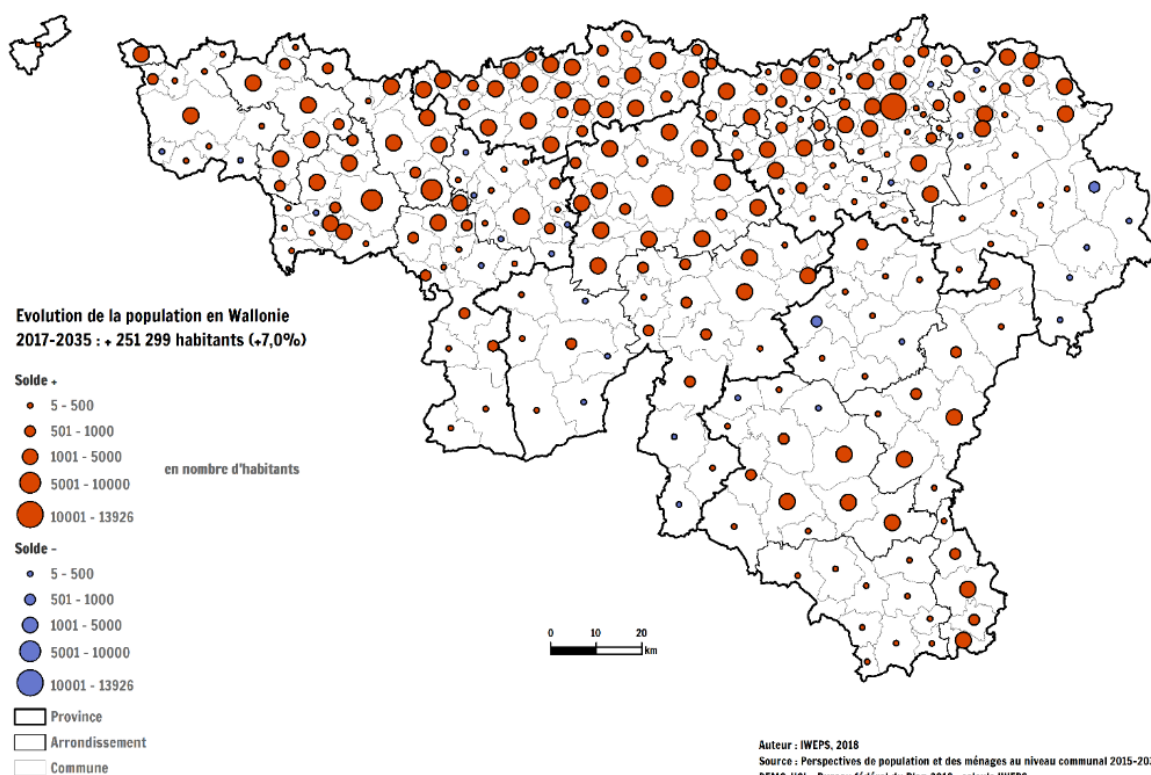 Evolution de la population en Wallonie
2017-2035 : + 251 299 habitants (+7,0%)
Solde +
5 - 500
501 - 1000
1001 - 5000
en nombre d'habitants
5001 - 10000
10001 - 13926
Solde -
5 - 500
501 - 1000
1001 - 5000
5001 - 10000
10001 - 13926
Province
Arrondissement
Commune
0 10 20
km
Auteur : IWEPS, 2018
Source : Perspectives de population et des ménages au niveau communal 2015-20